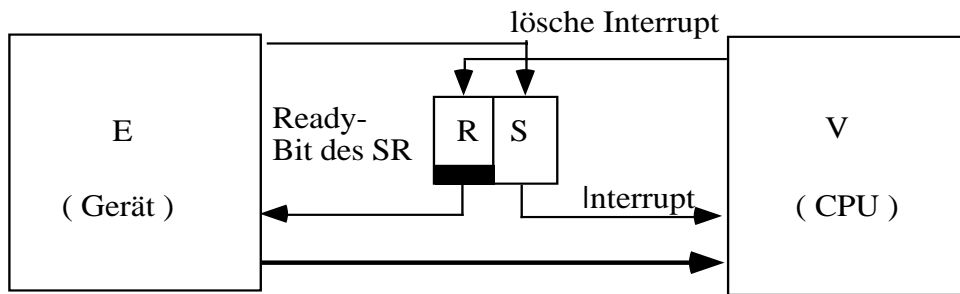 lösche Interrupt
E
( Gerät )
Ready-
Bit des SR
R S
Interrupt
V
( CPU )